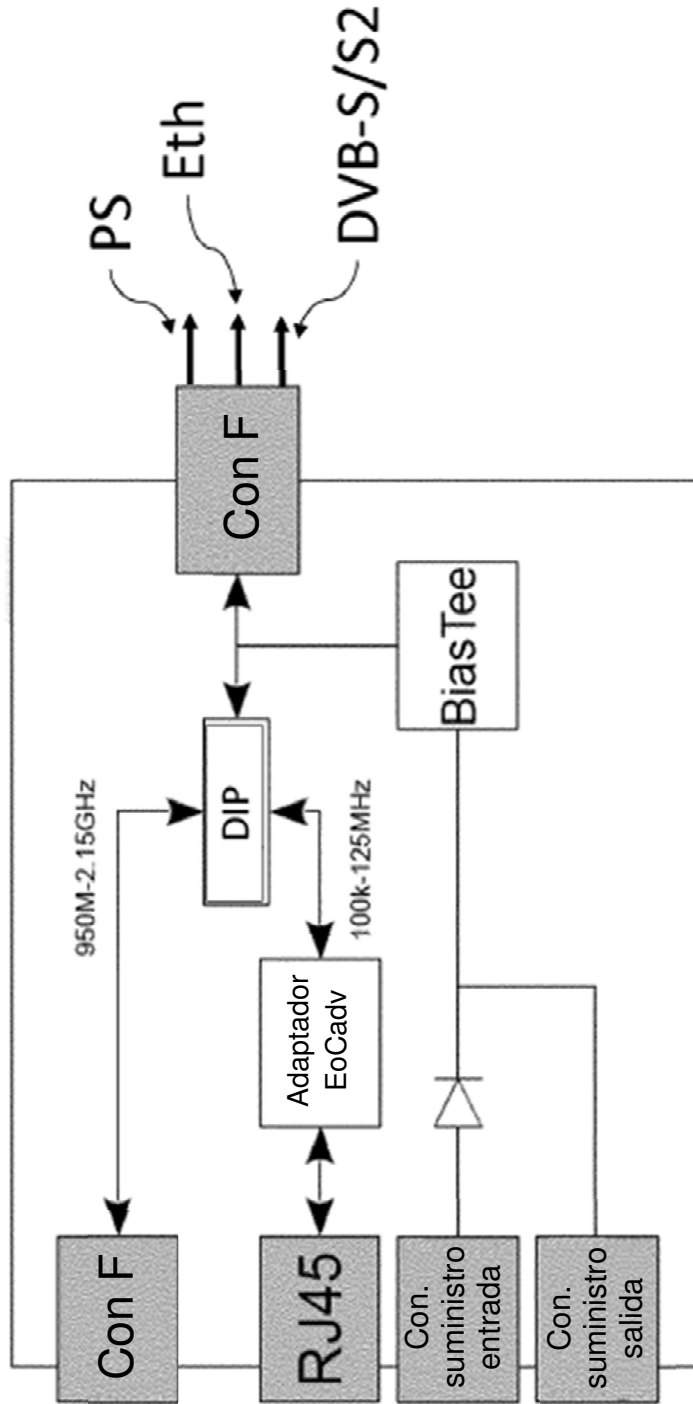 PS
Eth
DVB-S/S2
Con F
950M-2.15GHz
DIP
BiasTee
100k-125MHz
Adaptador
EoCadv
Con F
RJ45
Con.
suministro
entrada
Con.
suministro
salida